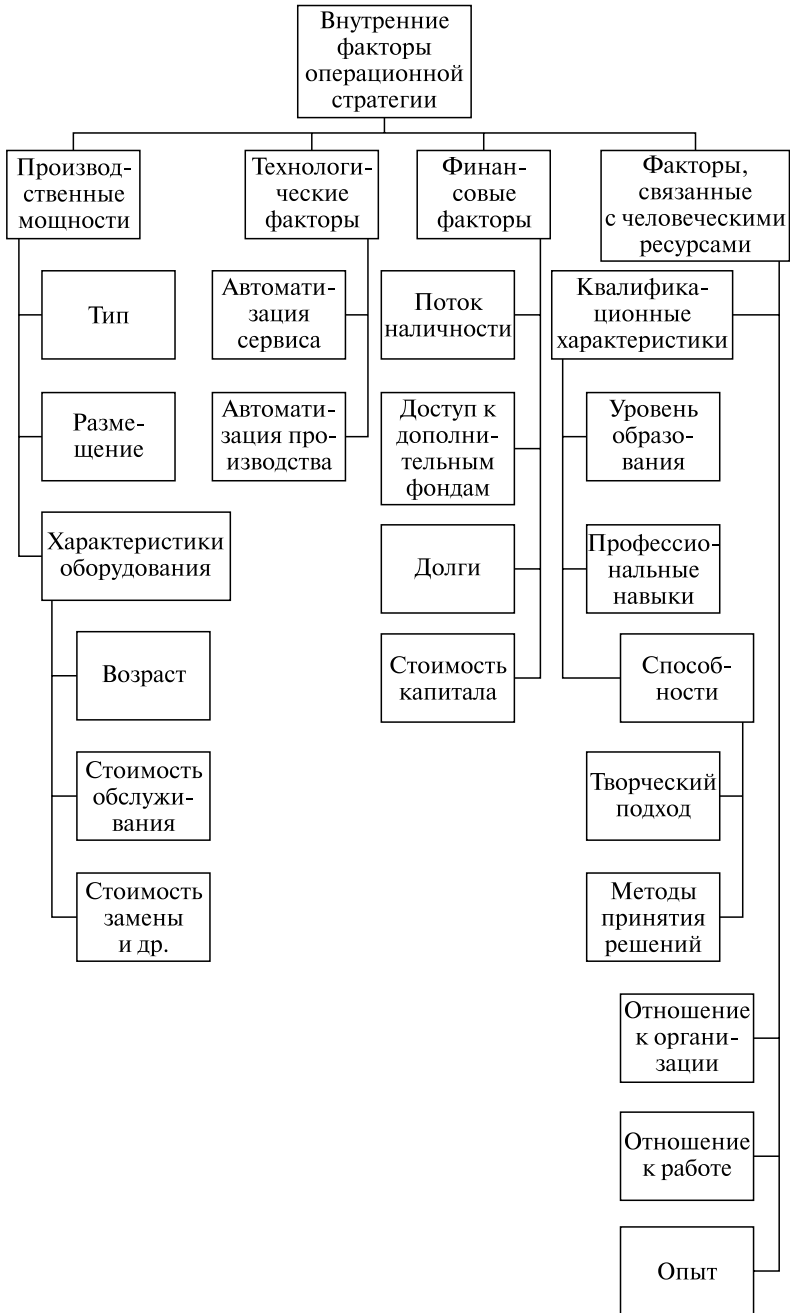 Внутренние
факторы
операционной
стратегии
Производ-
ственные
мощности
Технологи-
ческие
факторы
Финан-
совые
факторы
Факторы,
связанные
с человеческими
ресурсами
Тип
Автомати-
зация
сервиса
Поток
наличности
Квалифика-
ционные
характеристики
Разме-
щение
Автомати-
зация про-
изводства
Доступ к
дополни-
тельным
фондам
Уровень
образо-
вания
Характеристики
оборудования
Долги
Профессио-
нальные
навыки
Возраст
Стоимость
капитала
Способ-
ности
Стоимость
обслужи-
вания
Творческий
подход
Стоимость
замены
и др.
Методы
принятия
решений
Отношение
к органи-
зации
Отношение
к работе
Опыт